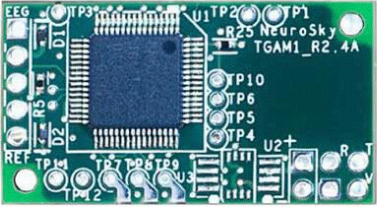 EEG
TP3
U1
TP2
TP1
D1
R25
NeuroSky
TGAM1_R2.4A
TP10
TP6
R5
TP5
D2
TP4
REF
U2+
R
T
TP11
TP7
TP8
TP9
U3
TP12
V